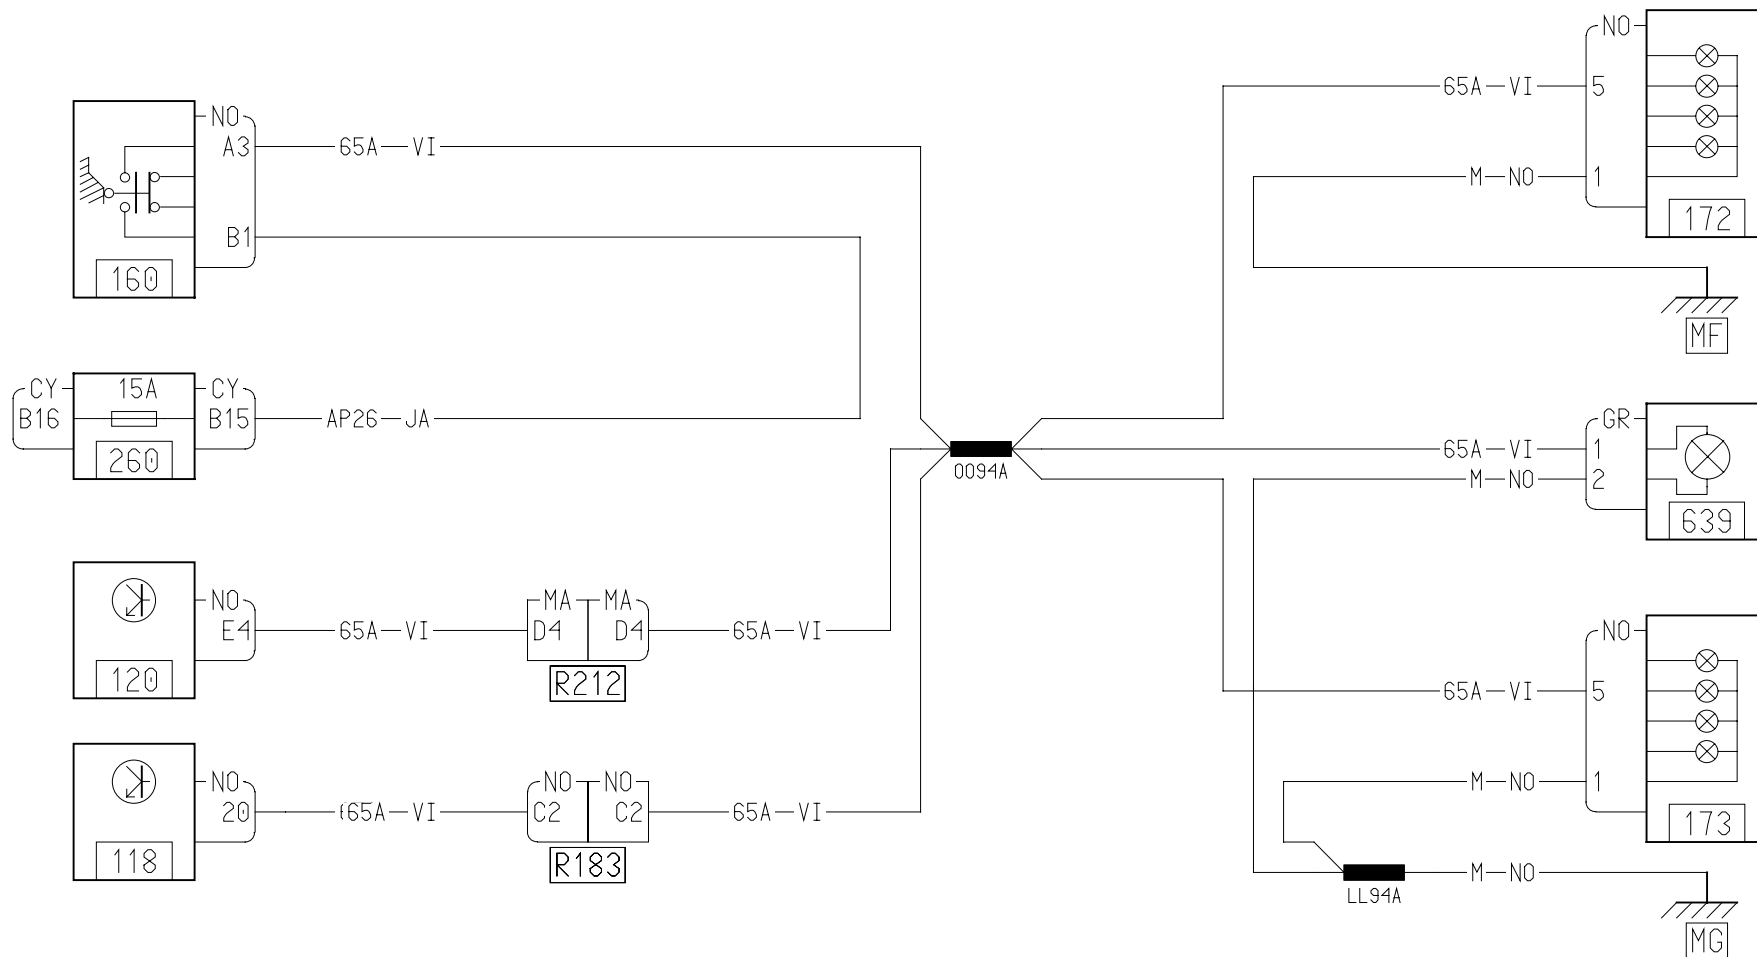 NO
A3 65A VI
B1
160
CY 15A CY
B16 B15 AP26 JA
260
NO MA MA
E4 65A VI D4 D4 65A VI
120 R212
NO NO NO
20 65A VI C2 C2 65A VI
118 R183
0094A
NO
65A VI 5
M NO 1
172
MF
GR
65A VI 1
M NO 2
639
NO
65A VI 5
M NO 1
173
M NO
LL94A
MG